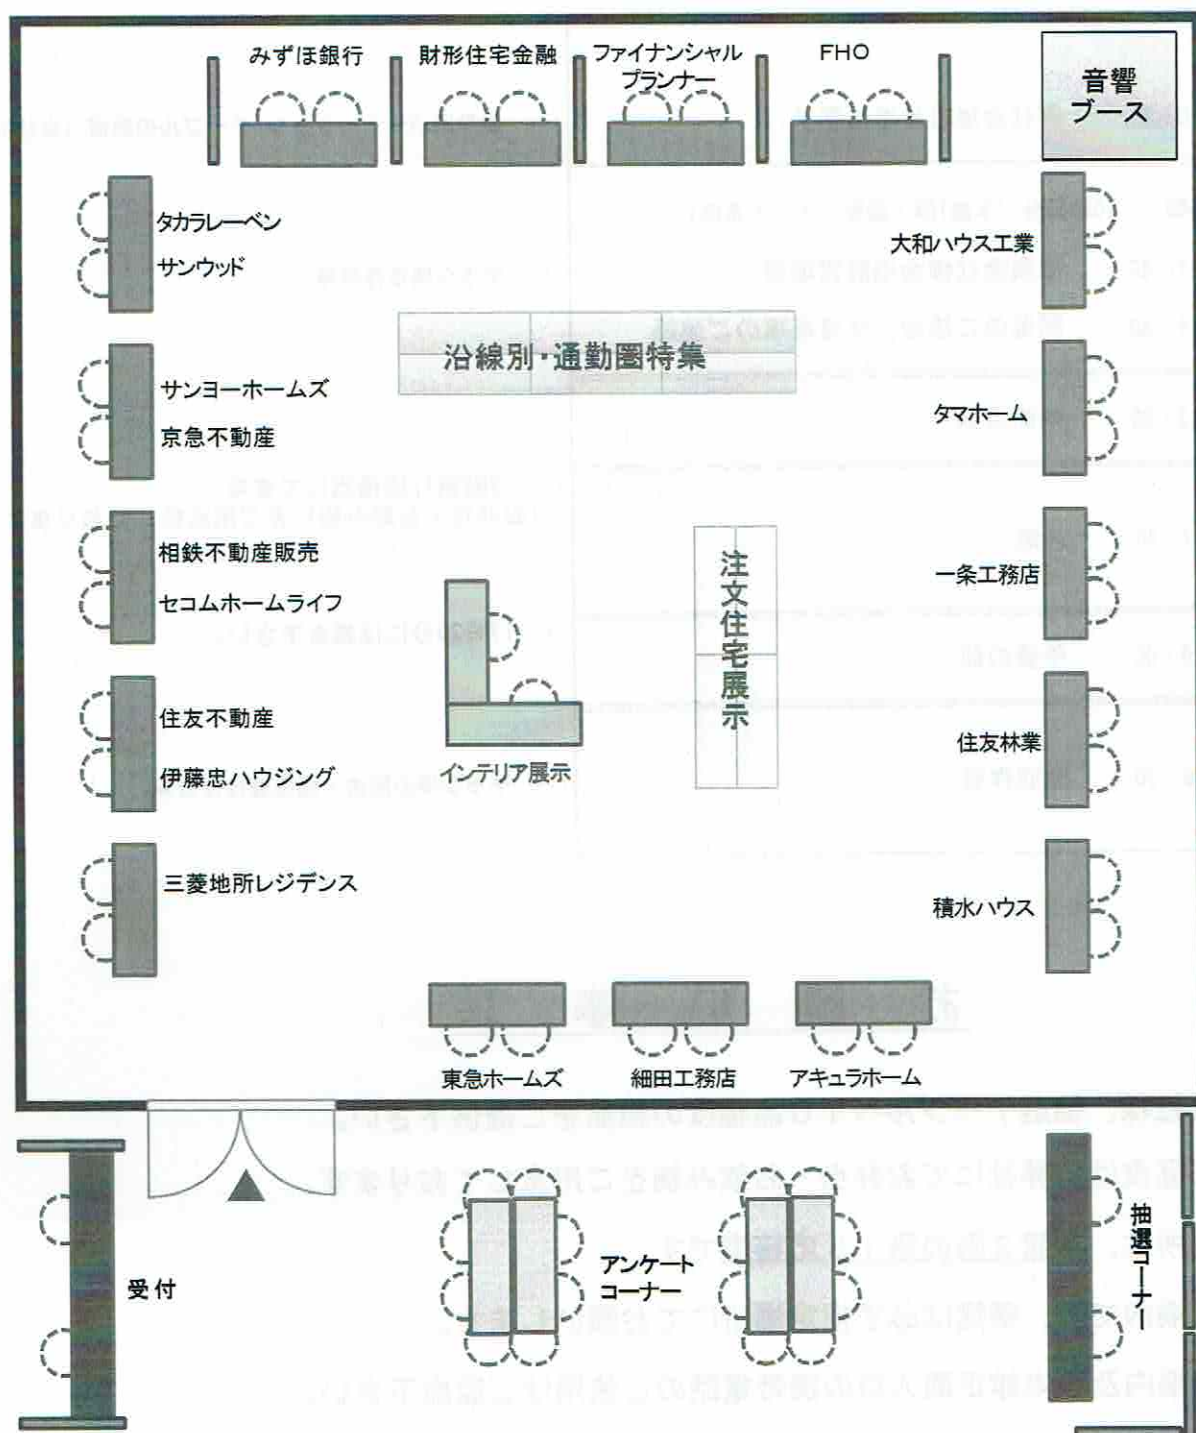 みずほ銀行
財形住宅金融
ファイナンシャル
プランナー
FHO
音響
ブース
タカラレーベン
サンウッド
大和ハウス工業
沿線別・通勤圏特集
サンヨーホームズ
京急不動産
タマホーム
相鉄不動産販売
セコムホームライフ
注文住宅展示
一条工務店
住友不動産
伊藤忠ハウジング
インテリア展示
住友林業
三菱地所レジデンス
積水ハウス
東急ホームズ
細田工務店
アキュラホーム
受付
アンケート
コーナー
抽選コーナー